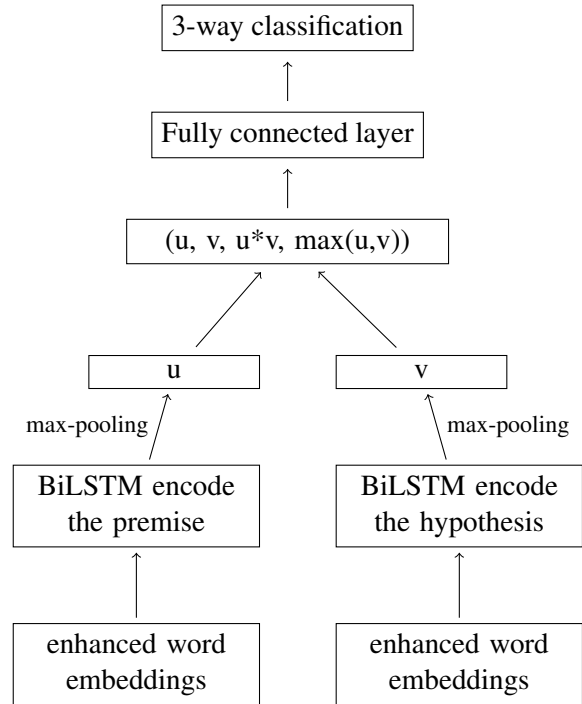 3-way classification
Fully connected layer
(u, v, u*v, max(u,v))
u
v
max-pooling
max-pooling
BiLSTM encode
the premise
BiLSTM encode
the hypothesis
enhanced word
embeddings
enhanced word
embeddings